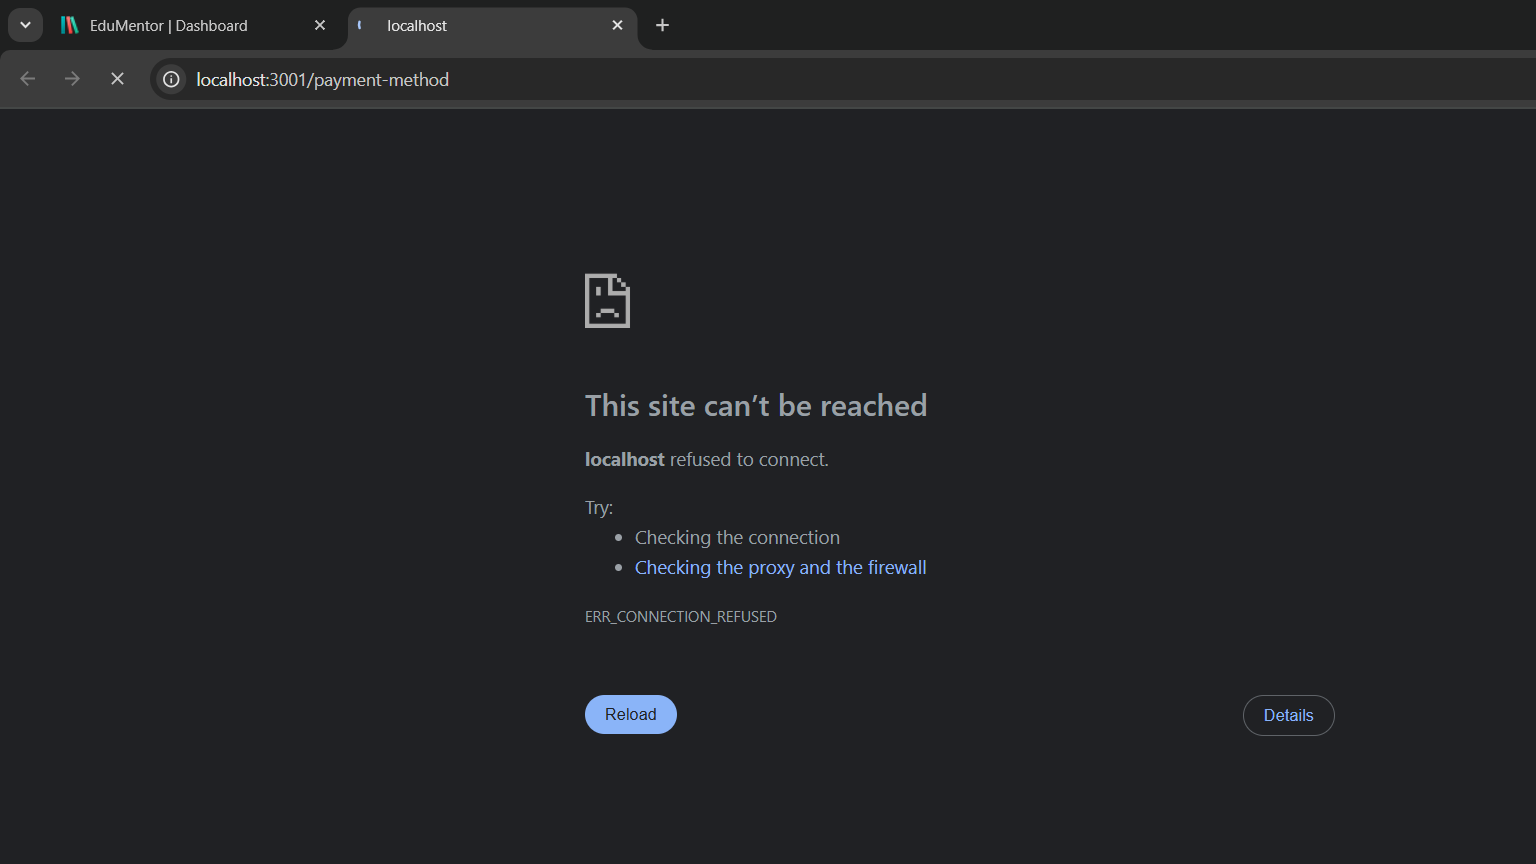 EduMentor | Dashboard
localhost
localhost:3001/payment-method
This site can’t be reached
localhost refused to connect.
Try:
• Checking the connection
• Checking the proxy and the firewall
ERR_CONNECTION_REFUSED
Reload
Details